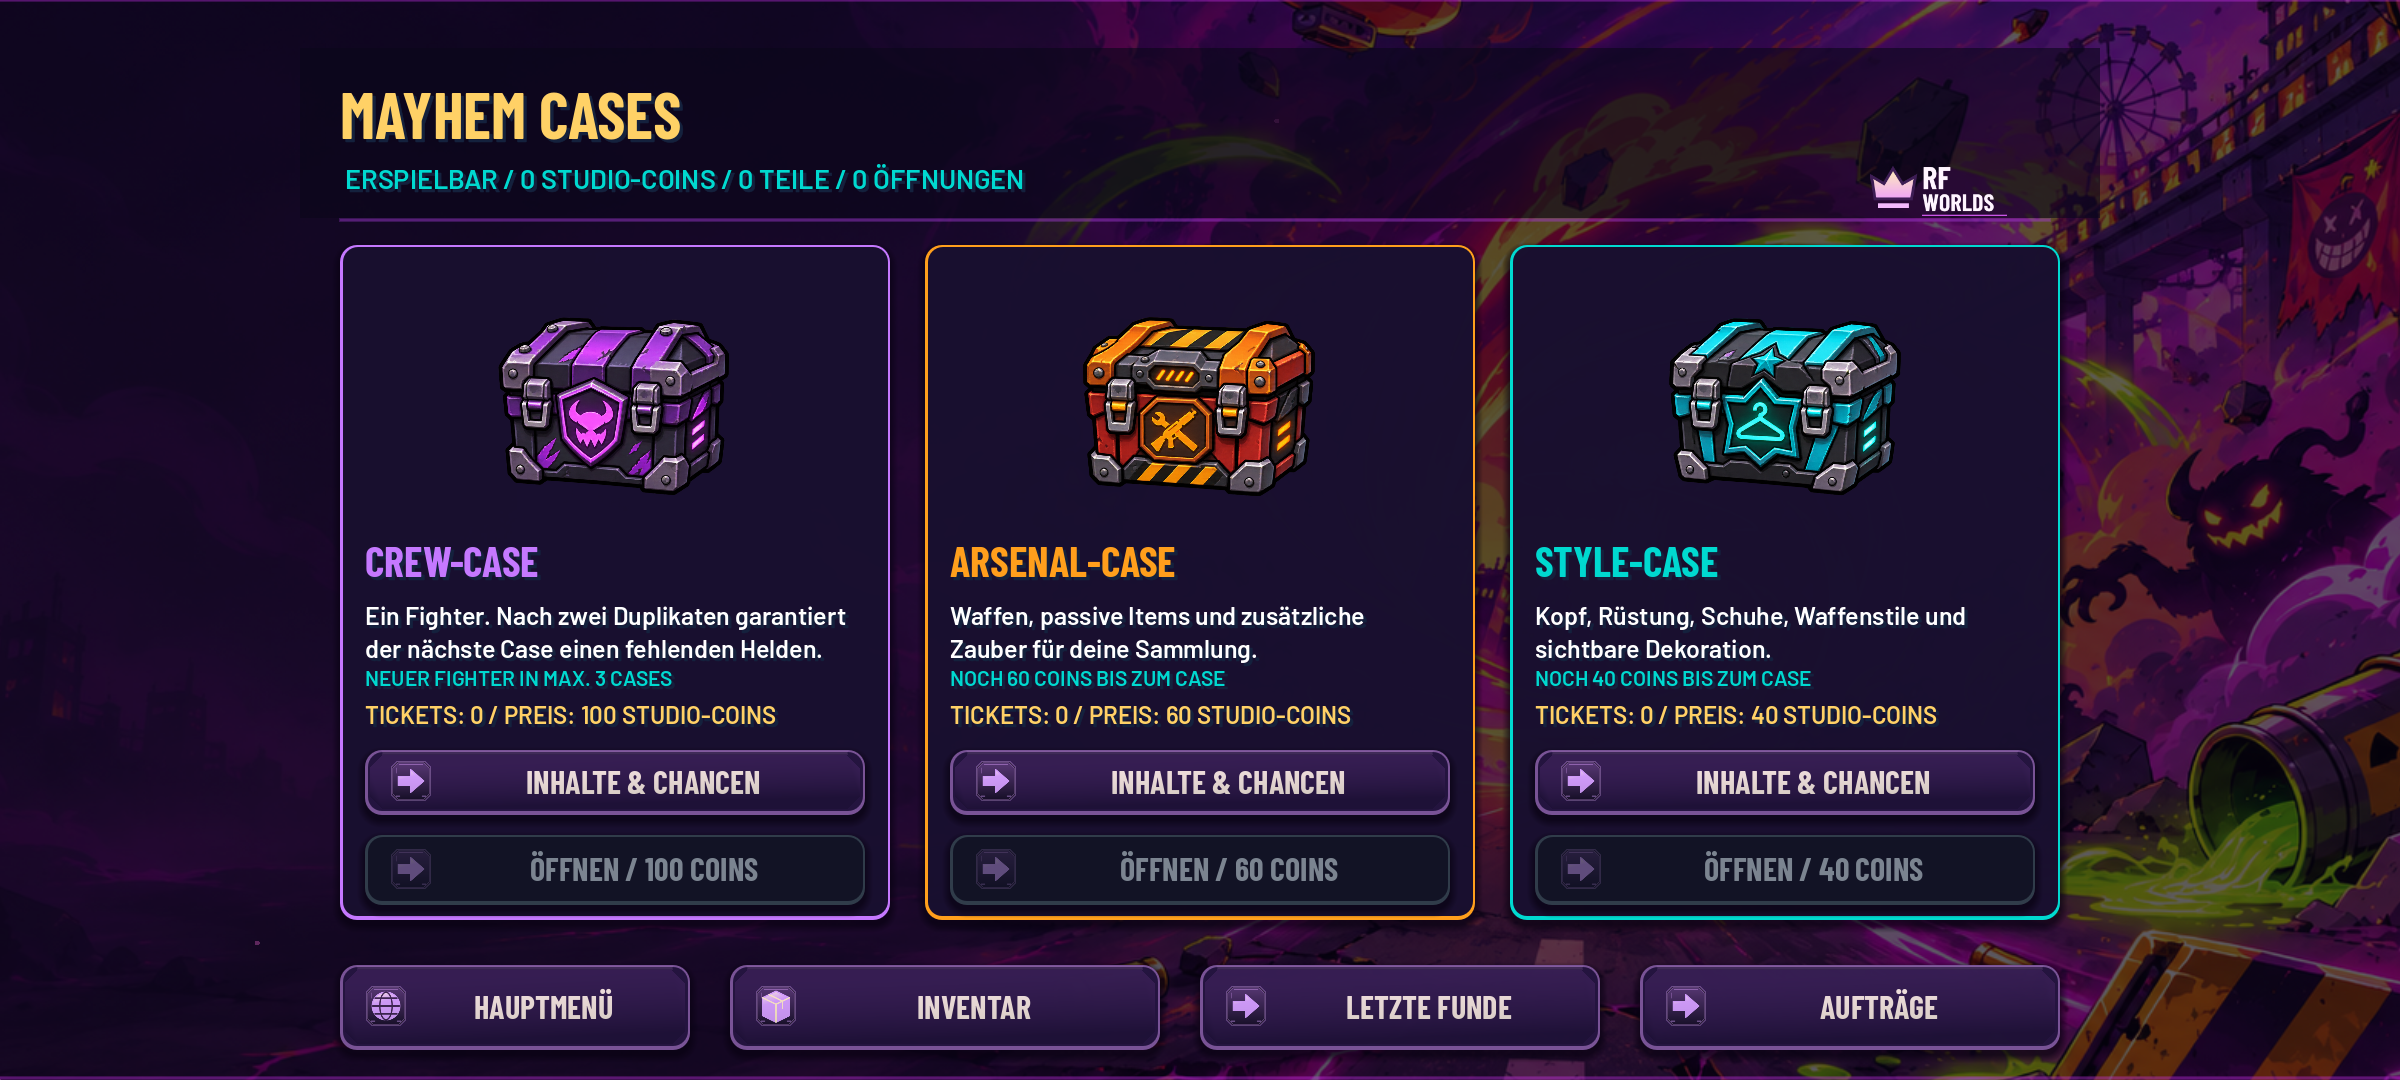 MAYHEM CASES
ERSPIELBAR / 0 STUDIO-COINS / 0 TEILE / 0 ÖFFNUNGEN
RF
WORLDS
CREW-CASE
Ein Fighter. Nach zwei Duplikaten garantiert
der nächste Case einen fehlenden Helden.
NEUER FIGHTER IN MAX. 3 CASES
TICKETS: 0 / PREIS: 100 STUDIO-COINS
INHALTE & CHANCEN
ÖFFNEN / 100 COINS
ARSENAL-CASE
Waffen, passive Items und zusätzliche
Zauber für deine Sammlung.
NOCH 60 COINS BIS ZUM CASE
TICKETS: 0 / PREIS: 60 STUDIO-COINS
INHALTE & CHANCEN
ÖFFNEN / 60 COINS
STYLE-CASE
Kopf, Rüstung, Schuhe, Waffenstile und
sichtbare Dekoration.
NOCH 40 COINS BIS ZUM CASE
TICKETS: 0 / PREIS: 40 STUDIO-COINS
INHALTE & CHANCEN
ÖFFNEN / 40 COINS
HAUPTMENÜ
INVENTAR
LETZTE FUNDE
AUFTRÄGE